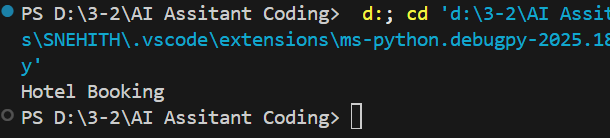 PS D:\3-2\AI Assitant Coding>  d:; cd 'd:\3-2\AI Assit
s\SNEHITH\.vscode\extensions\ms-python.debugpy-2025.18
y'
Hotel Booking
PS D:\3-2\AI Assitant Coding>